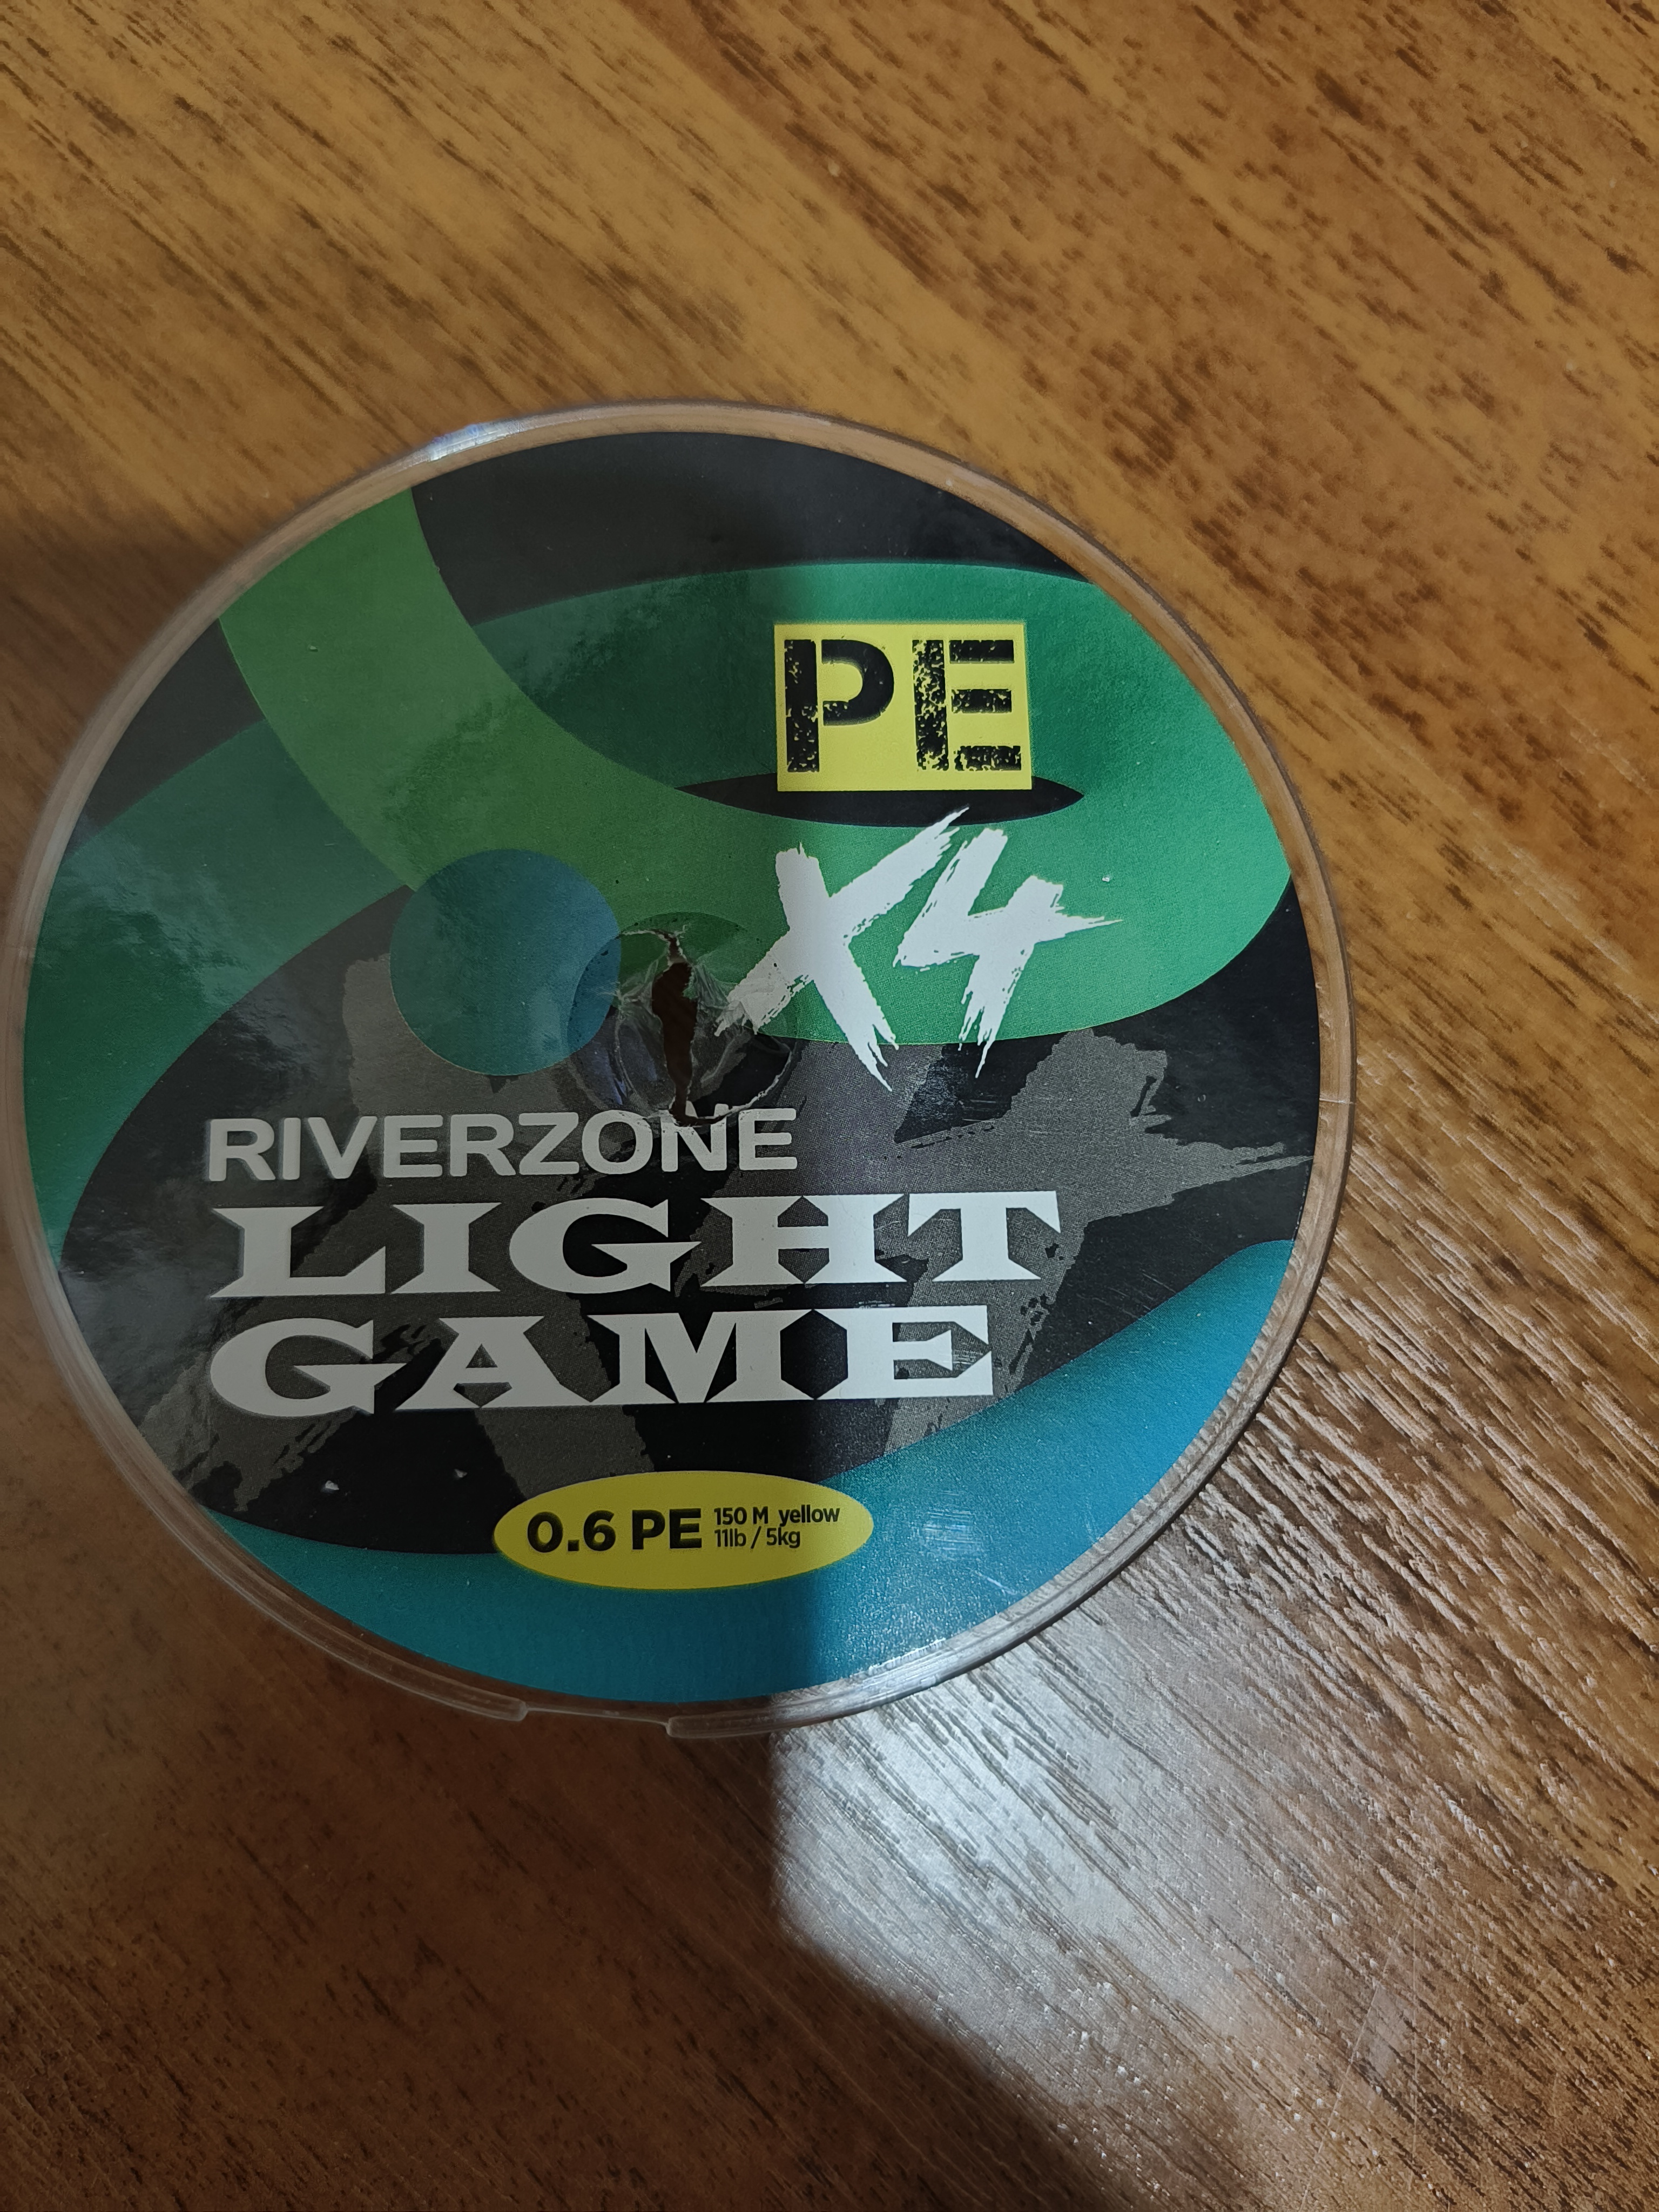 PE
X4
RIVERZONE
LIGHT
GAME
0.6 PE 150 M yellow
11lb / 5kg